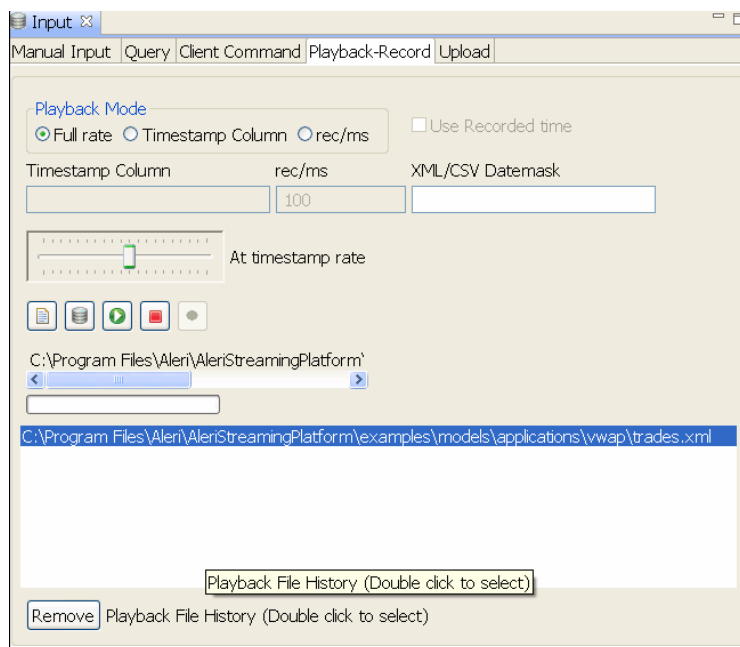 Input
Manual Input Query Client Command Playback-Record Upload
Playback Mode
Full rate Timestamp Column rec/ms
Use Recorded time
Timestamp Column rec/ms XML/CSV Datemask
100
At timestamp rate
C:\Program Files\Aleri\AleriStreamingPlatform\
C:\Program Files\Aleri\AleriStreamingPlatform\examples\models\applications\vwap\trades.xml
Playback File History (Double click to select)
Remove Playback File History (Double click to select)